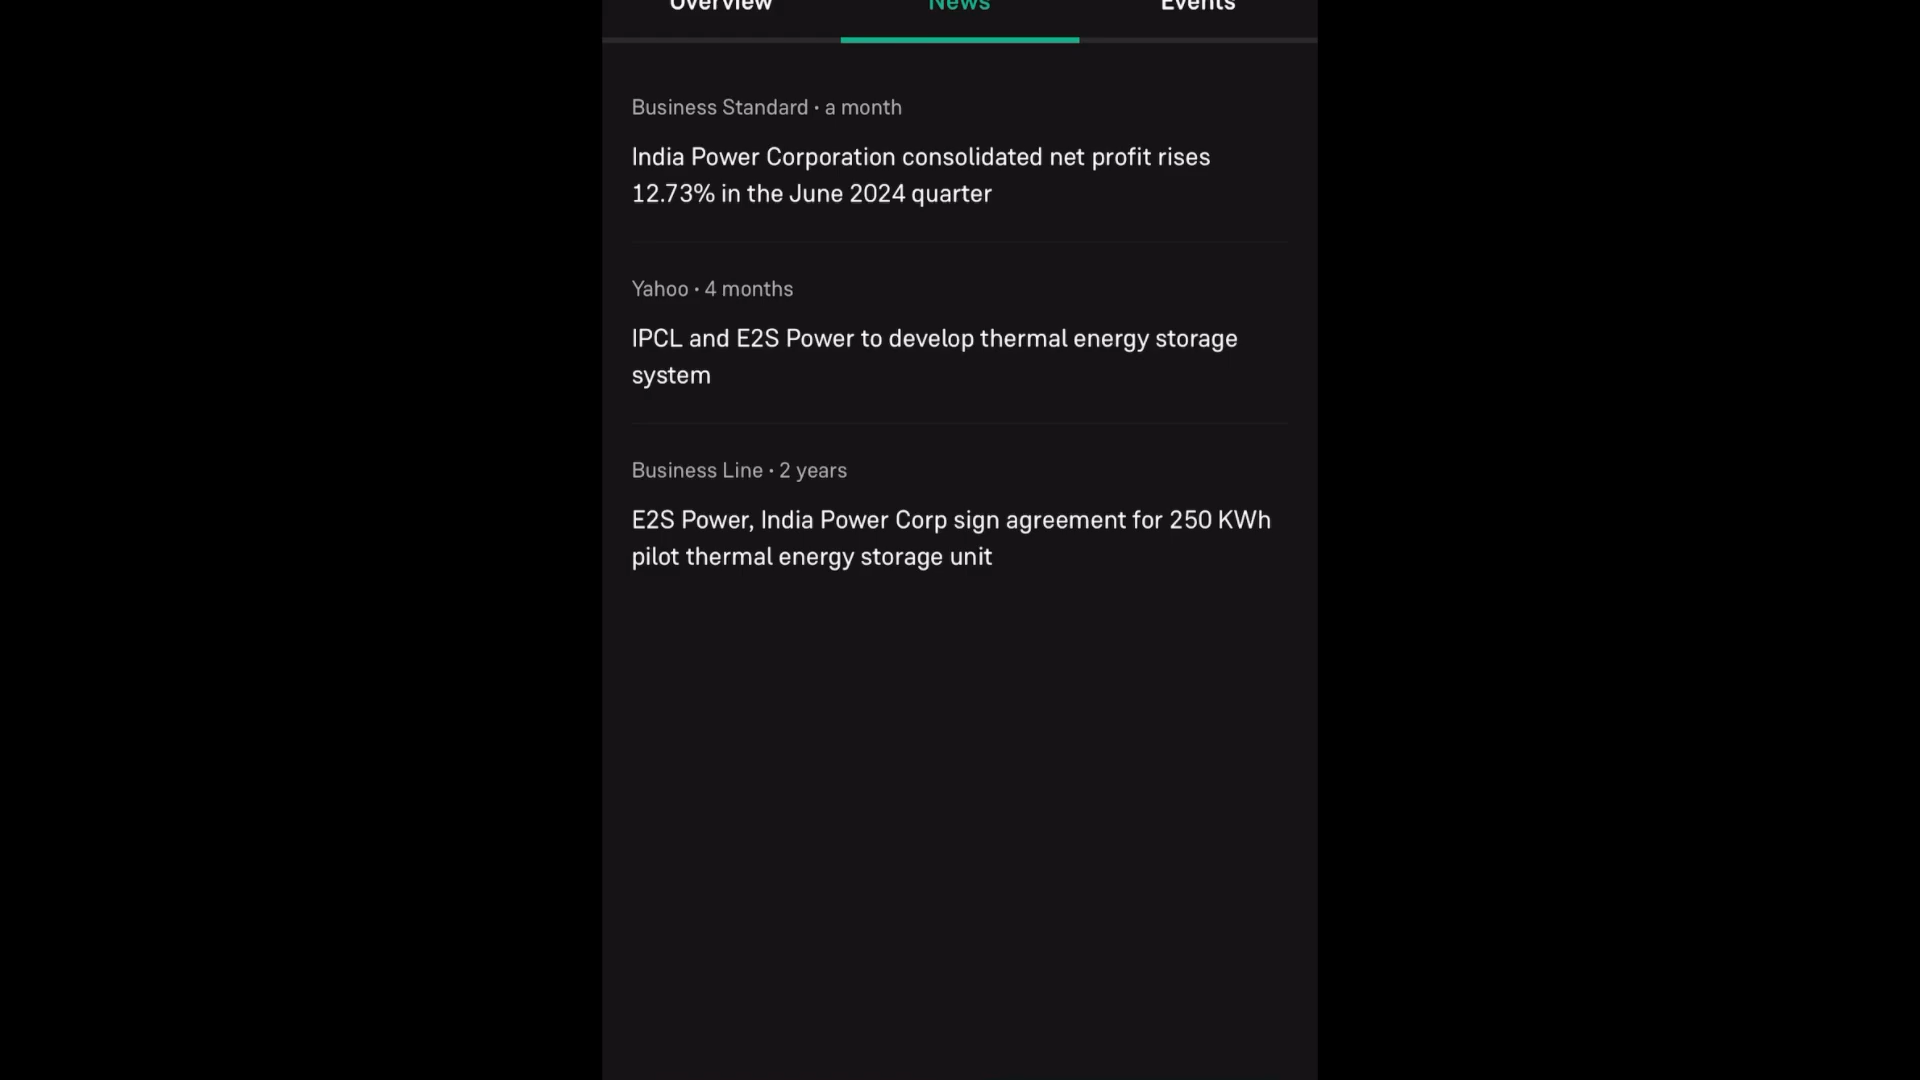 Overview News Events
Business Standard • a month
India Power Corporation consolidated net profit rises
12.73% in the June 2024 quarter
Yahoo • 4 months
IPCL and E2S Power to develop thermal energy storage
system
Business Line • 2 years
E2S Power, India Power Corp sign agreement for 250 KWh
pilot thermal energy storage unit